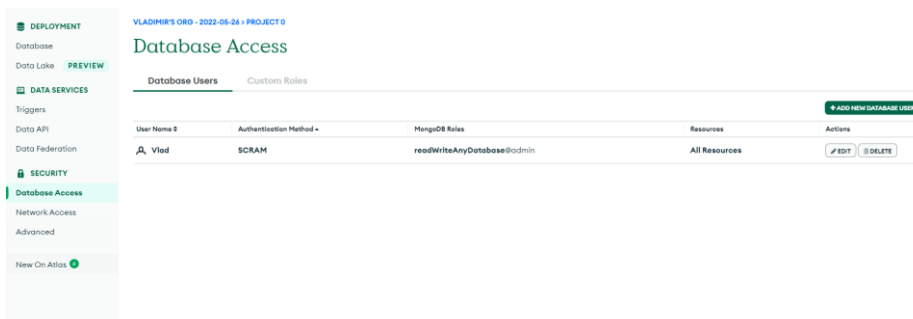 DEPLOYMENT
Database
Data Lake PREVIEW
DATA SERVICES
Triggers
Data API
Data Federation
SECURITY
Database Access
Network Access
Advanced
New On Atlas 4
VLADIMIR'S ORG - 2022-05-26 > PROJECT 0
Database Access
Database Users Custom Roles
+ ADD NEW DATABASE USER
User Name Authentication Method MongoDB Roles Resources Actions
Vlad SCRAM readWriteAnyDatabase@admin All Resources EDIT DELETE